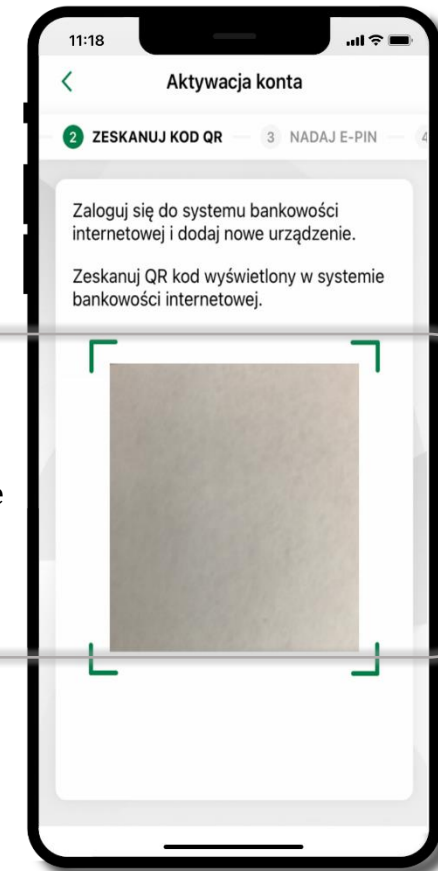 11:18
Aktywacja konta
2 ZESKANUJ KOD QR 3 NADAJ E-PIN 4
Zaloguj się do systemu bankowości
internetowej i dodaj nowe urządzenie.
Zeskanuj QR kod wyświetlony w systemie
bankowości internetowej.
e